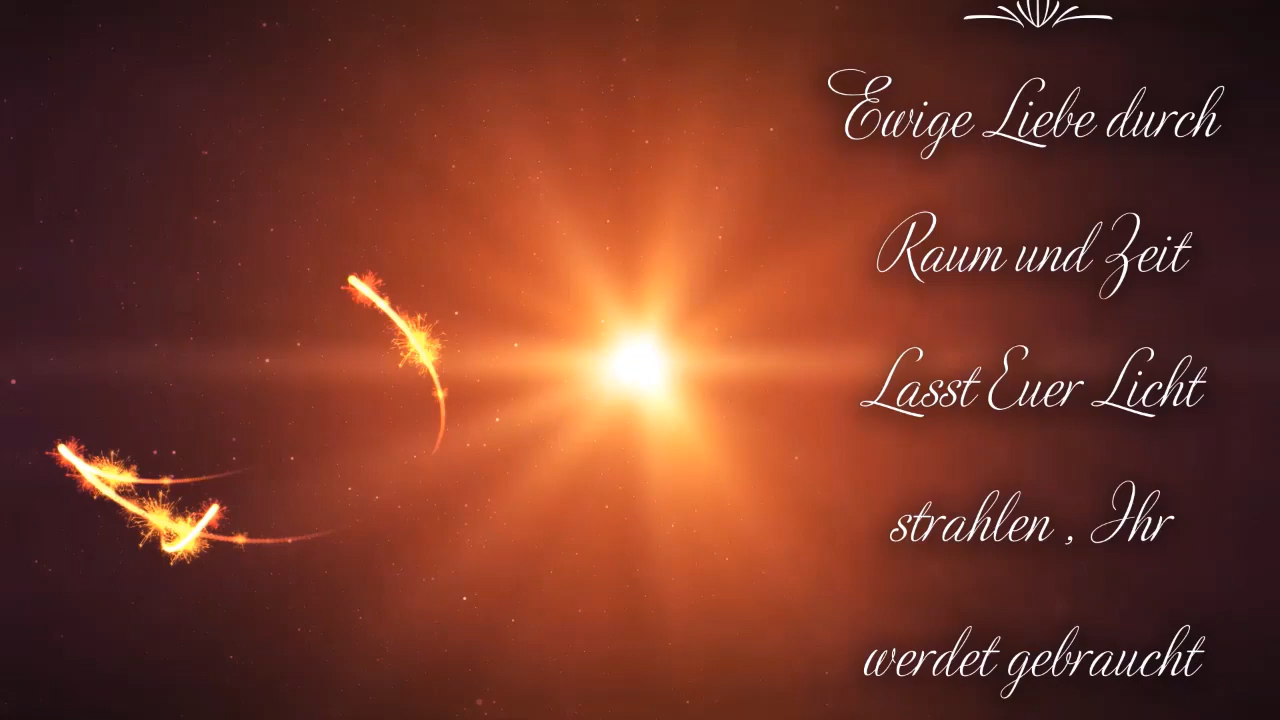 Ewige Liebe durch
Raum und Zeit
Lasst Euer Licht
strahlen , Ihr
werdet gebraucht